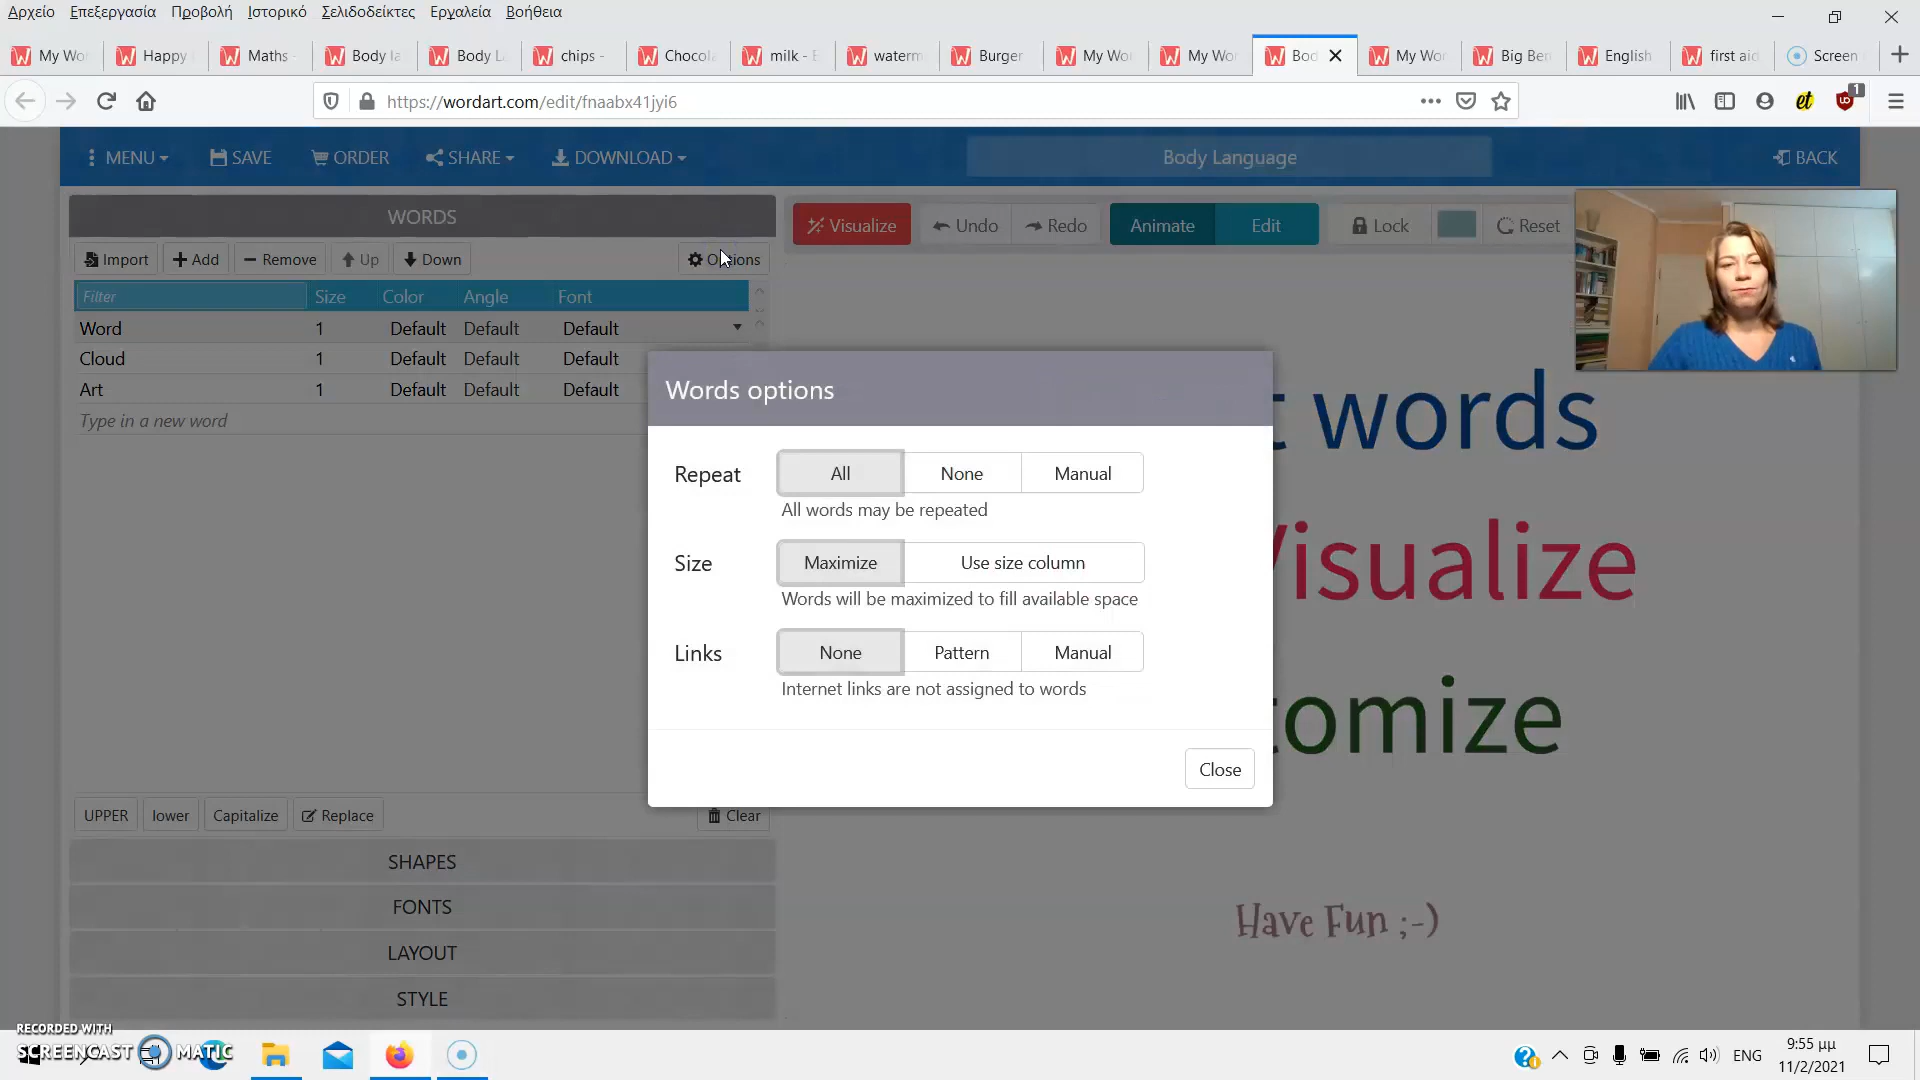 Αρχείο Επεξεργασία Προβολή Ιστορικό Σελιδοδείκτες Εργαλεία Βοήθεια
My Wo Happy Maths - Body la Body La chips - Chocola milk - E waterm Burger My Wo My Wo Bod My Wo Big Ben English first aid Screen
https://wordart.com/edit/fnaabx41jyi6
MENU SAVE ORDER SHARE DOWNLOAD Body Language BACK
WORDS
Visualize Undo Redo Animate Edit Lock Reset
Import Add Remove Up Down Options
Filter Size Color Angle Font
Word 1 Default Default Default
Cloud 1 Default Default Default
Art 1 Default Default Default
Type in a new word
Words options
Repeat All None Manual
All words may be repeated
Size Maximize Use size column
Words will be maximized to fill available space
Links None Pattern Manual
Internet links are not assigned to words
Close
t words
Visualize
tomize
Have Fun ;-)
UPPER lower Capitalize Replace Clear
SHAPES
FONTS
LAYOUT
STYLE
RECORDED WITH
SCREENCAST MATIC
ENG
9:55 μμ
11/2/2021